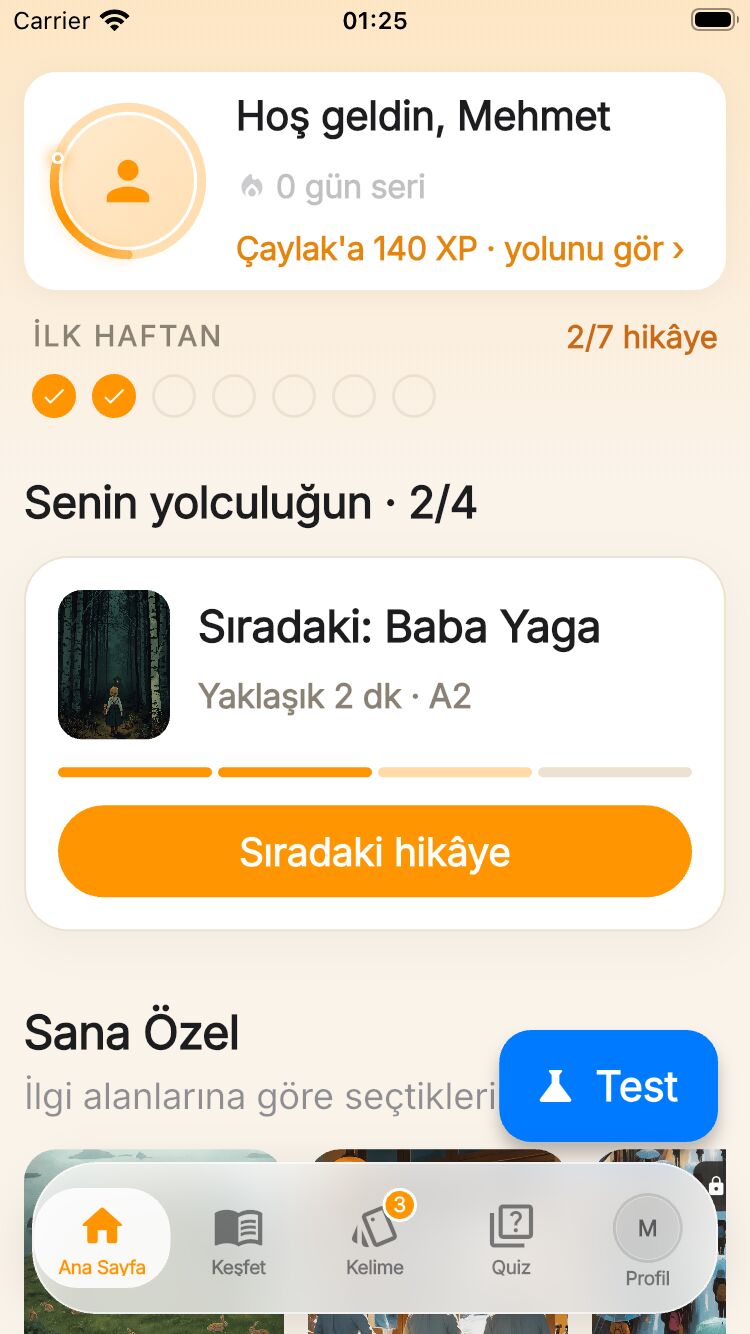 Carrier 01:25
Hoş geldin, Mehmet
0 gün seri
Çaylak'a 140 XP · yolunu gör ›
İLK HAFTAN 2/7 hikâye
Senin yolculuğun · 2/4
Sıradaki: Baba Yaga
Yaklaşık 2 dk · A2
Sıradaki hikâye
Sana Özel
İlgi alanlarına göre seçtikleri
Test
3
?
M
Ana Sayfa Keşfet Kelime Quiz Profil